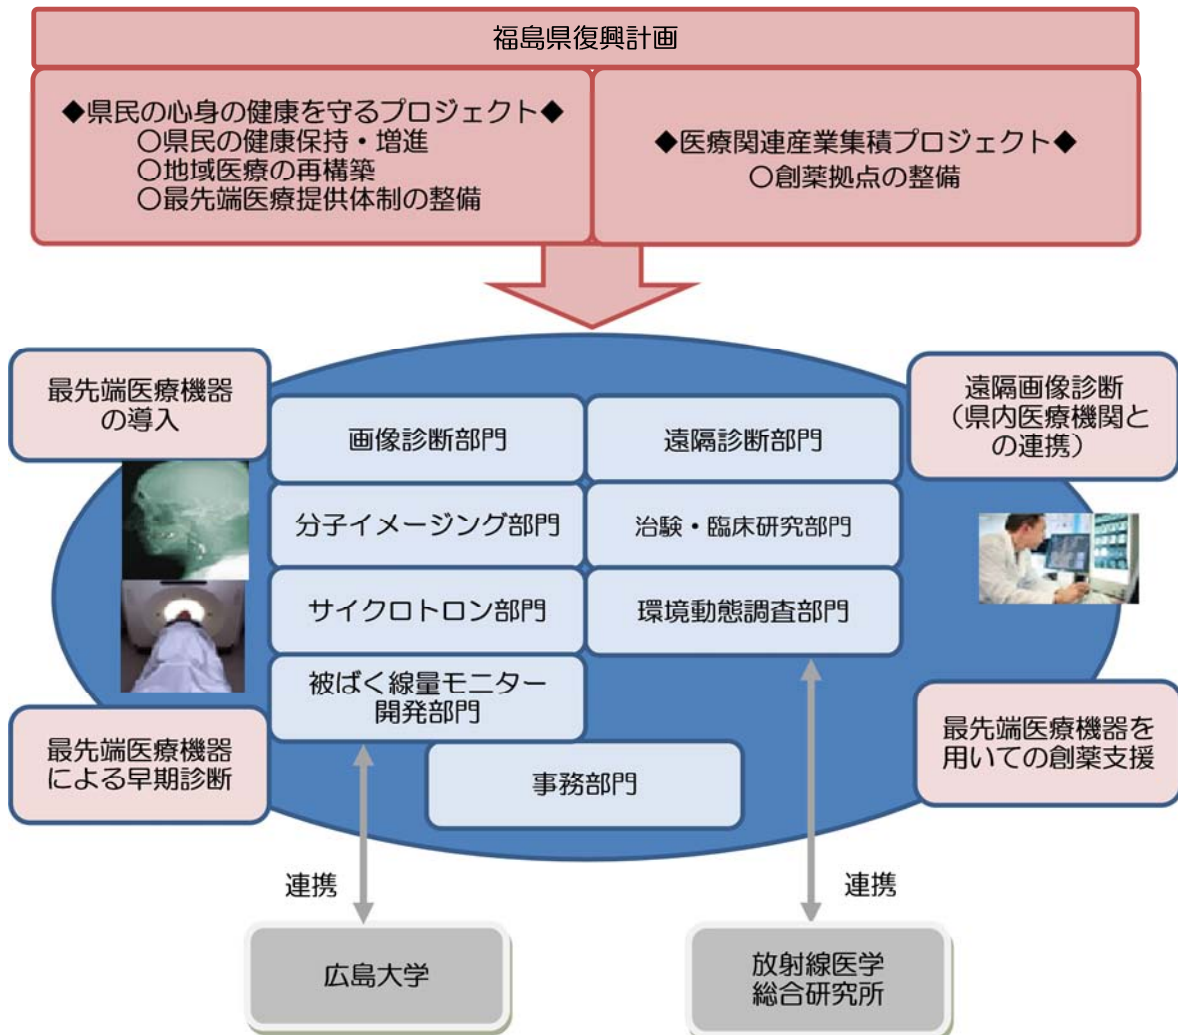 福島県復興計画
◆県民の心身の健康を守るプロジェクト◆
〇県民の健康保持・増進
〇地域医療の再構築
〇最先端医療提供体制の整備
◆医療関連産業集積プロジェクト◆
〇創薬拠点の整備
最先端医療機器
の導入
遠隔画像診断
（県内医療機関と
の連携）
画像診断部門
遠隔診断部門
分子イメージング部門
治験・臨床研究部門
サイクロトロン部門
環境動態調査部門
被ばく線量モニター
開発部門
最先端医療機器
による早期診断
最先端医療機器を
用いての創薬支援
事務部門
連携
連携
広島大学
放射線医学
総合研究所